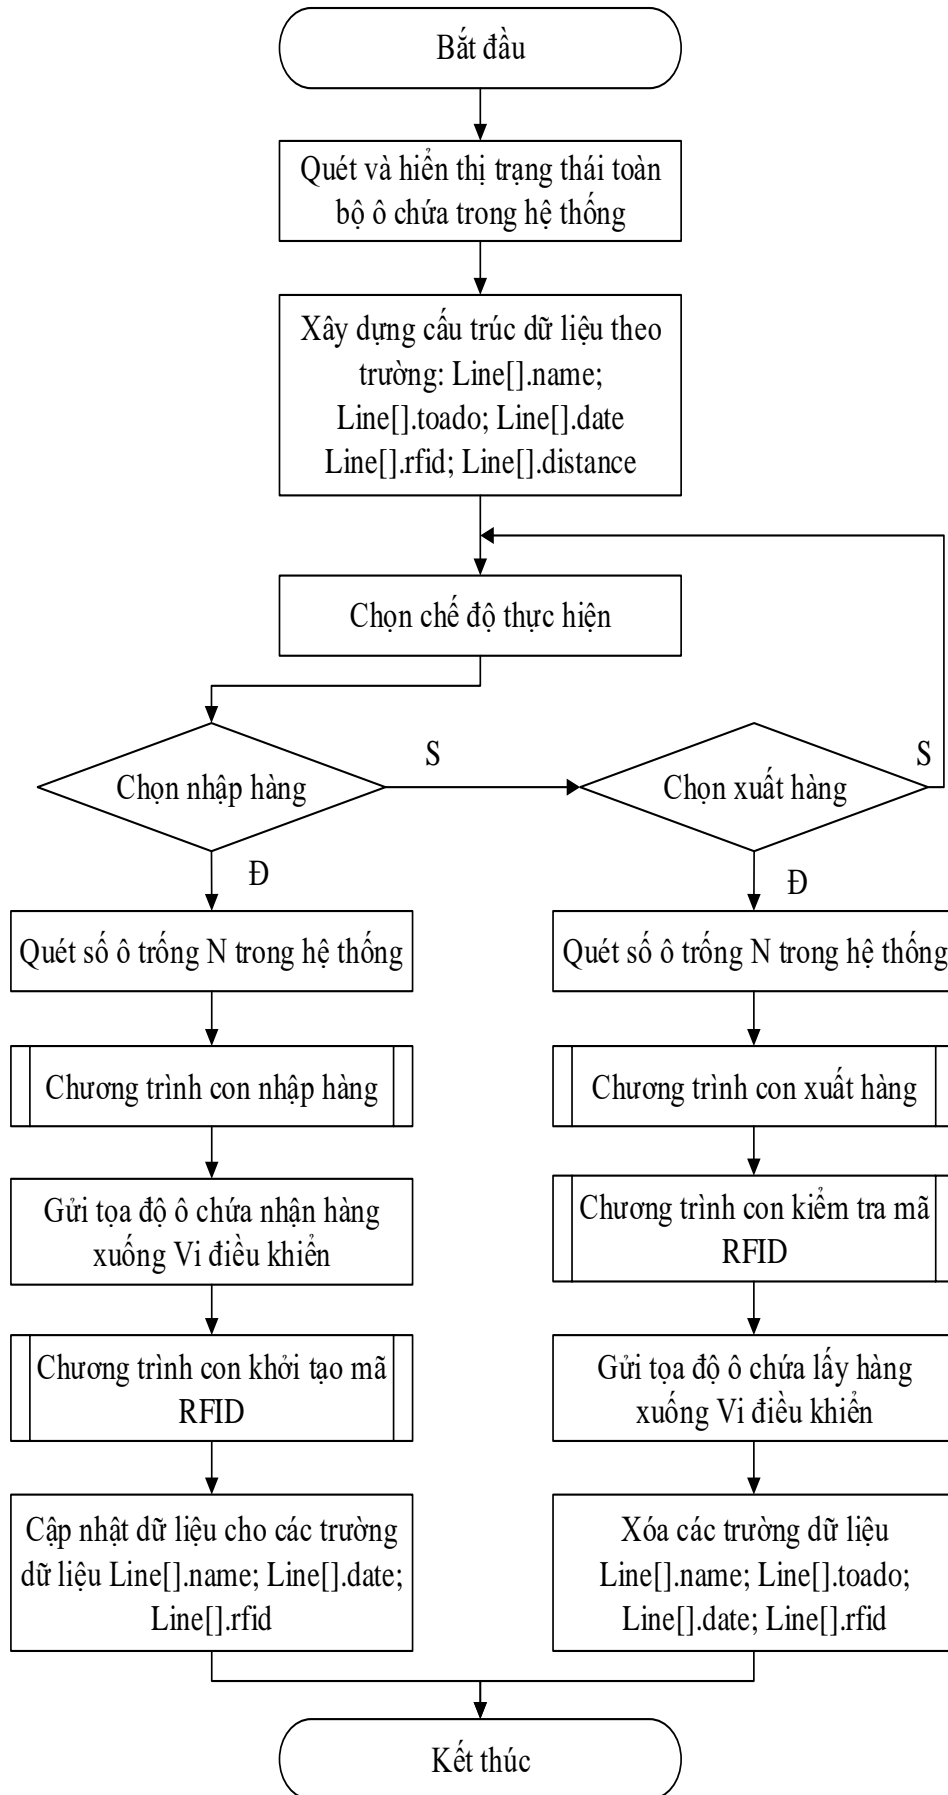 Bắt đầu
Quét và hiển thị trạng thái toàn
bộ ô chứa trong hệ thống
Xây dựng cấu trúc dữ liệu theo
trường: Line[].name;
Line[].toado; Line[].date
Line[].rfid; Line[].distance
Chọn chế độ thực hiện
Chọn nhập hàng
S
Chọn xuất hàng
S
Đ
Quét số ô trống N trong hệ thống
Chương trình con nhập hàng
Gửi tọa độ ô chứa nhận hàng
xuống Vi điều khiển
Chương trình con khởi tạo mã
RFID
Cập nhật dữ liệu cho các trường
dữ liệu Line[].name; Line[].date;
Line[].rfid
Đ
Quét số ô trống N trong hệ thống
Chương trình con xuất hàng
Chương trình con kiểm tra mã
RFID
Gửi tọa độ ô chứa lấy hàng
xuống Vi điều khiển
Xóa các trường dữ liệu
Line[].name; Line[].toado;
Line[].date; Line[].rfid
Kết thúc